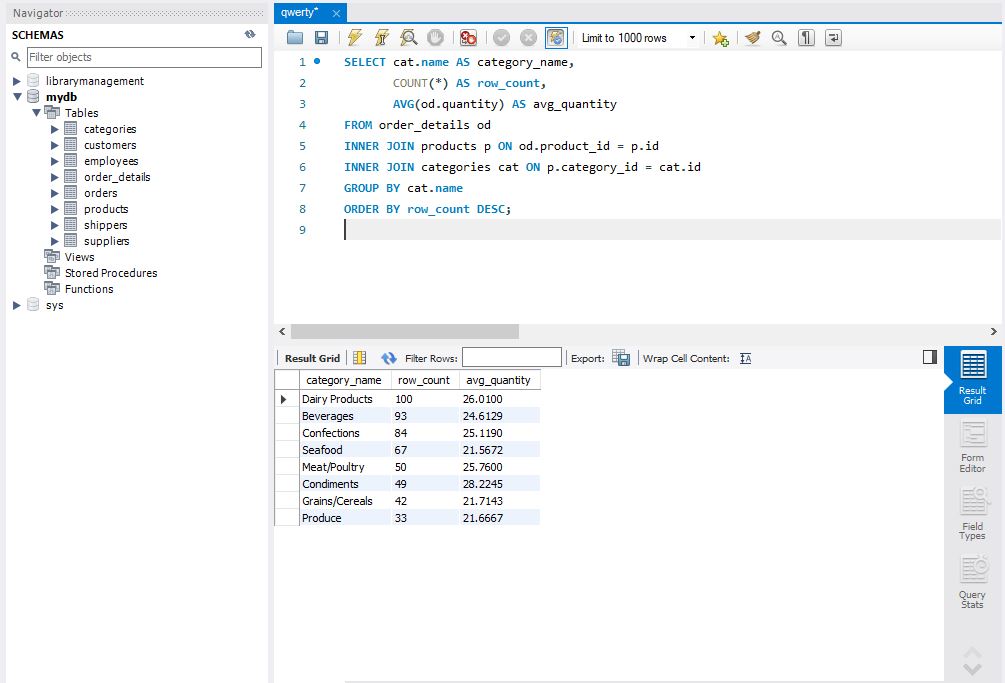 Navigator
SCHEMAS
Filter objects
librarymanagement
mydb
Tables
categories
customers
employees
order_details
orders
products
shippers
suppliers
Views
Stored Procedures
Functions
sys
qwerty*
Limit to 1000 rows
1 SELECT cat.name AS category_name,
2 COUNT(*) AS row_count,
3 AVG(od.quantity) AS avg_quantity
4 FROM order_details od
5 INNER JOIN products p ON od.product_id = p.id
6 INNER JOIN categories cat ON p.category_id = cat.id
7 GROUP BY cat.name
8 ORDER BY row_count DESC;
9
Result Grid Filter Rows: Export: Wrap Cell Content:
category_name row_count avg_quantity
Dairy Products 100 26.0100
Beverages 93 24.6129
Confections 84 25.1190
Seafood 67 21.5672
Meat/Poultry 50 25.7600
Condiments 49 28.2245
Grains/Cereals 42 21.7143
Produce 33 21.6667
Result
Grid
Form
Editor
Field
Types
Query
Stats